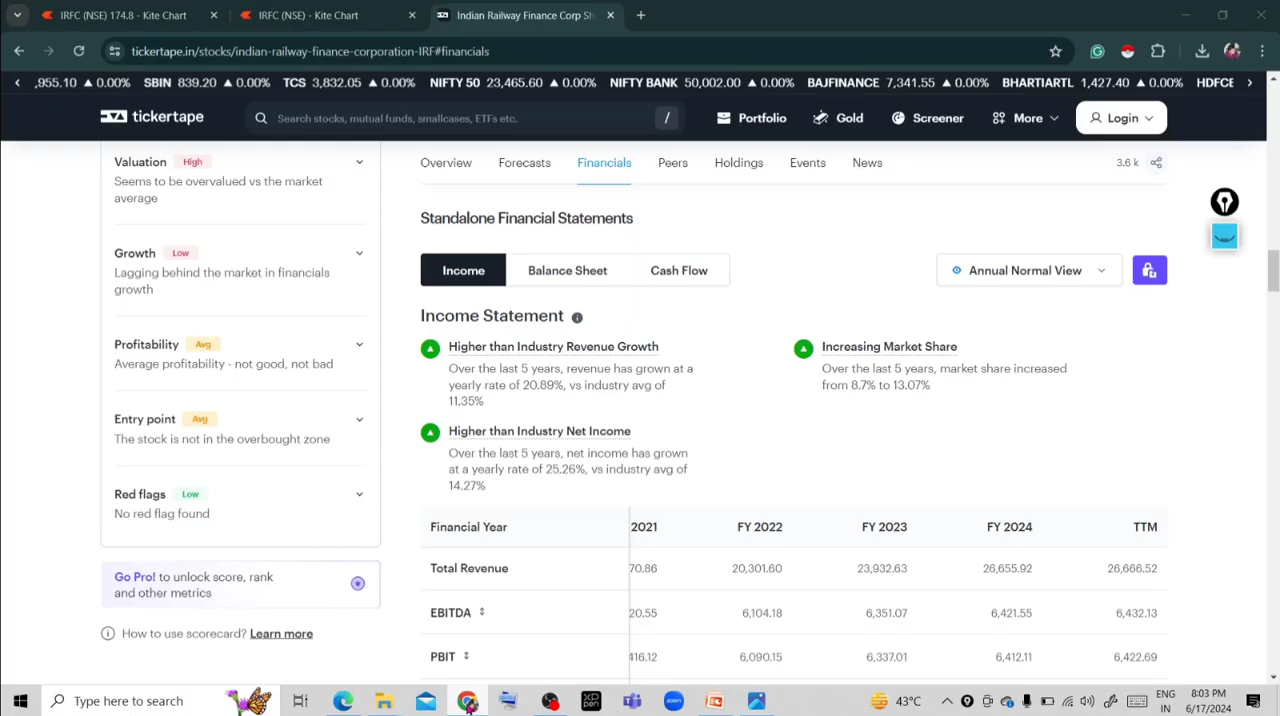 IRFC (NSE) 174.8 - Kite Chart
IRFC (NSE) - Kite Chart
Indian Railway Finance Corp Sh
tickertape.in/stocks/indian-railway-finance-corporation-IRF#financials
,955.10 ▲ 0.00% SBIN 839.20 ▲ 0.00% TCS 3,832.05 ▲ 0.00% NIFTY 50 23,465.60 ▲ 0.00% NIFTY BANK 50,002.00 ▲ 0.00% BAJFINANCE 7,341.55 ▲ 0.00% BHARTIARTL 1,427.40 ▲ 0.00% HDFCE
tickertape
Search stocks, mutual funds, smallcases, ETFs etc.
/
Portfolio
Gold
Screener
More
Login
Valuation High
Seems to be overvalued vs the market
average
Growth Low
Lagging behind the market in financials
growth
Profitability Avg
Average profitability - not good, not bad
Entry point Avg
The stock is not in the overbought zone
Red flags Low
No red flag found
Go Pro! to unlock score, rank
and other metrics
How to use scorecard? Learn more
Overview Forecasts Financials Peers Holdings Events News
3.6 k
Standalone Financial Statements
Income Balance Sheet Cash Flow
Annual Normal View
Income Statement
Higher than Industry Revenue Growth
Over the last 5 years, revenue has grown at a
yearly rate of 20.89%, vs industry avg of
11.35%
Increasing Market Share
Over the last 5 years, market share increased
from 8.7% to 13.07%
Higher than Industry Net Income
Over the last 5 years, net income has grown
at a yearly rate of 25.26%, vs industry avg of
14.27%
Financial Year 2021 FY 2022 FY 2023 FY 2024 TTM
Total Revenue 70.86 20,301.60 23,932.63 26,655.92 26,666.52
EBITDA 20.55 6,104.18 6,351.07 6,421.55 6,432.13
PBIT 416.12 6,090.15 6,337.01 6,412.11 6,422.69
Type here to search
43°C
ENG
IN
8:03 PM
6/17/2024